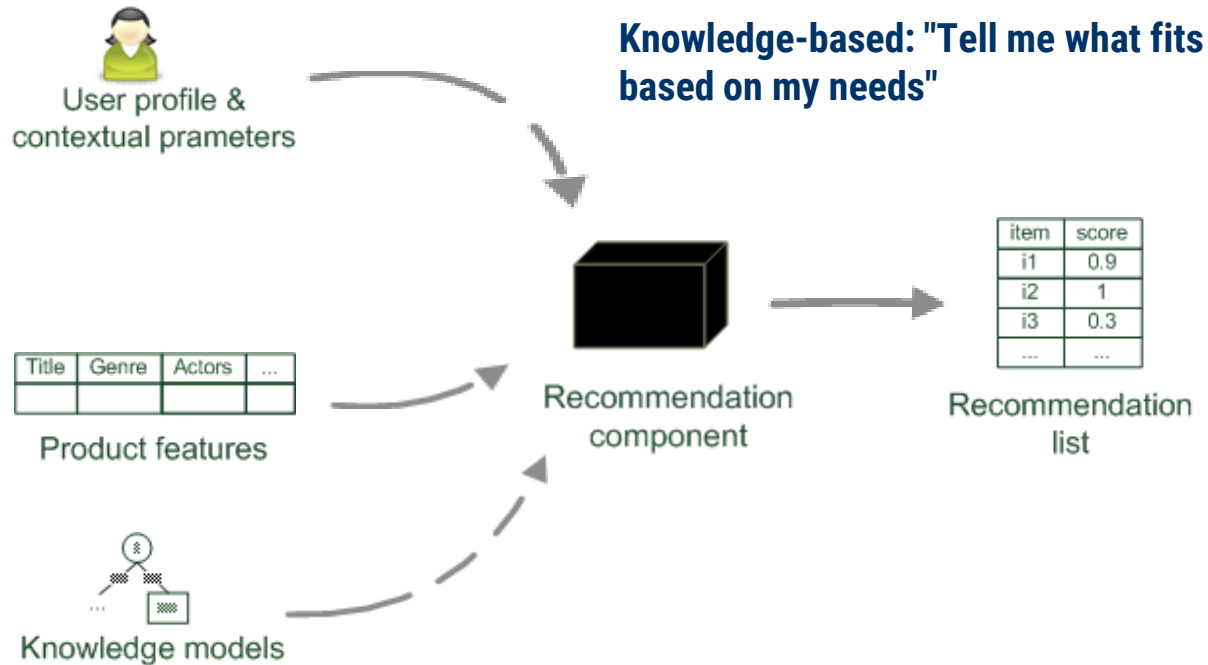 Knowledge-based: "Tell me what fits
based on my needs"
User profile &
contextual prameters
Title Genre Actors ...
Product features
Knowledge models
...
Recommendation
component
item score
i1 0.9
i2 1
i3 0.3
... ...
Recommendation
list